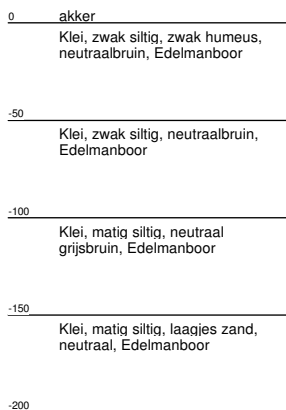 0 akker
Klei, zwak siltig, zwak humeus,
neutraalbruin, Edelmanboor
-50
Klei, zwak siltig, neutraalbruin,
Edelmanboor
-100
Klei, matig siltig, neutraal
grijsbruin, Edelmanboor
-150
Klei, matig siltig, laagjes zand,
neutraal, Edelmanboor
-200